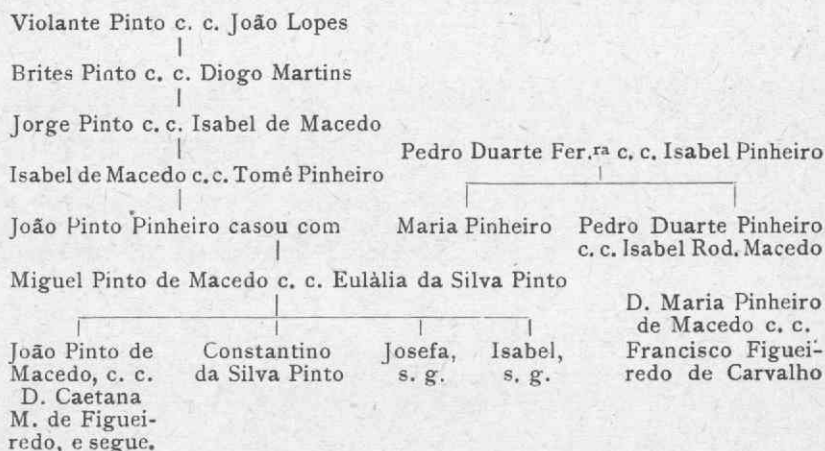 Violante Pinto c. c. João Lopes
Brites Pinto c. c. Diogo Martins
Jorge Pinto c. c. Isabel de Macedo
Pedro Duarte Fer.ra c. c. Isabel Pinheiro
Isabel de Macedo c. c. Tomé Pinheiro
João Pinto Pinheiro casou com Maria Pinheiro
Pedro Duarte Pinheiro
c. c. Isabel Rod. Macedo
Miguel Pinto de Macedo c. c. Eulàlia da Silva Pinto
João Pinto de
Macedo, c. c.
D. Caetana
M. de Figuei-
redo, e segue.
Constantino
da Silva Pinto
Josefa,
s. g.
Isabel,
s. g.
D. Maria Pinheiro
de Macedo c. c.
Francisco Figuei-
redo de Carvalho